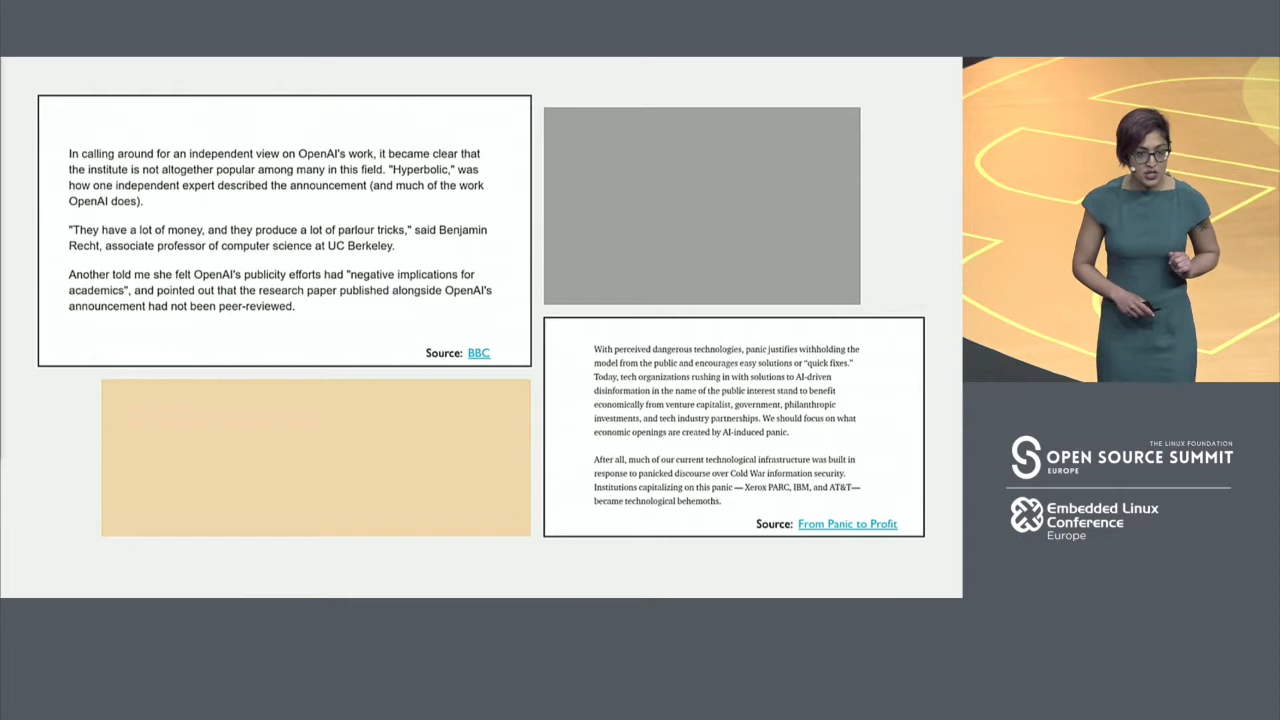 In calling around for an independent view on OpenAI's work, it became clear that
the institute is not altogether popular among many in this field. "Hyperbolic," was
how one independent expert described the announcement (and much of the work
OpenAI does).
"They have a lot of money, and they produce a lot of parlour tricks," said Benjamin
Recht, associate professor of computer science at UC Berkeley.
Another told me she felt OpenAI's publicity efforts had "negative implications for
academics", and pointed out that the research paper published alongside OpenAI's
announcement had not been peer-reviewed.
Source: BBC
With perceived dangerous technologies, panic justifies withholding the
model from the public and encourages easy solutions or “quick fixes.”
Today, tech organizations rushing in with solutions to AI-driven
disinformation in the name of the public interest stand to benefit
economically from venture capitalist, government, philanthropic
investments, and tech industry partnerships. We should focus on what
economic openings are created by AI-induced panic.
After all, much of our current technological infrastructure was built in
response to panicked discourse over Cold War information security.
Institutions capitalizing on this panic — Xerox PARC, IBM, and AT&T—
became technological behemoths.
Source: From Panic to Profit
THE LINUX FOUNDATION
OPEN SOURCE SUMMIT
EUROPE
Embedded Linux
Conference
Europe